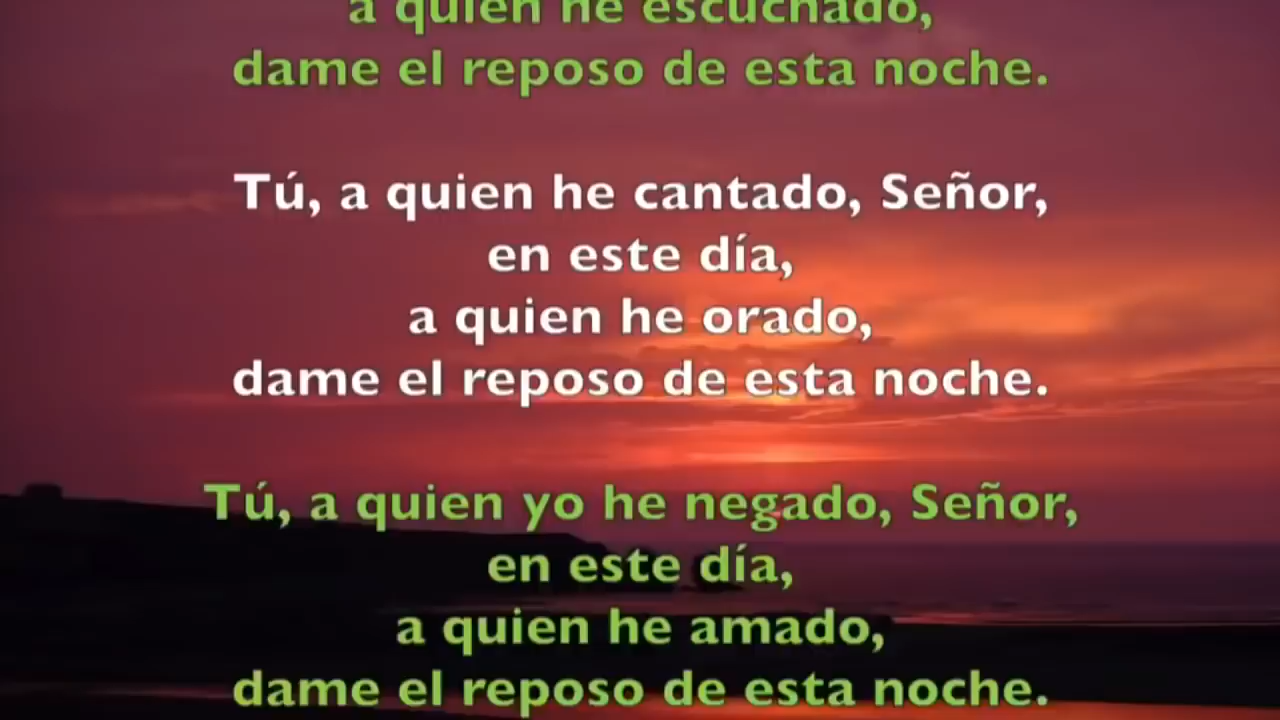 a quien he escuchado,
dame el reposo de esta noche.
Tú, a quien he cantado, Señor,
en este día,
a quien he orado,
dame el reposo de esta noche.
Tú, a quien yo he negado, Señor,
en este día,
a quien he amado,
dame el reposo de esta noche.